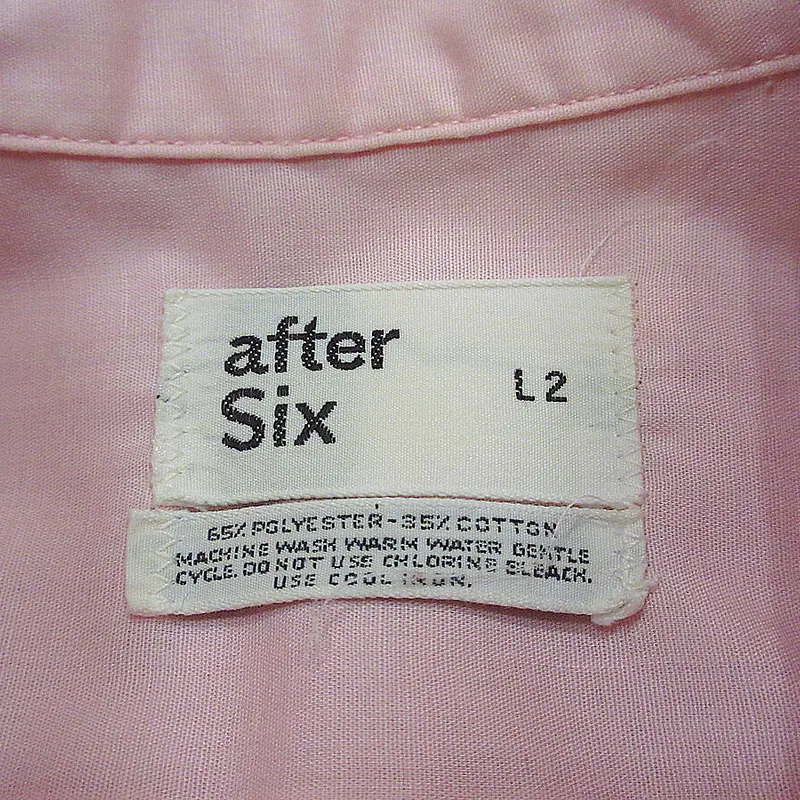 after
Six
L 2
65% POLYESTER-35% COTTON
MACHINE WASH WARM WATER GENTLE
CYCLE. DO NOT USE CHLORINE BLEACH.
USE COOL IRON.